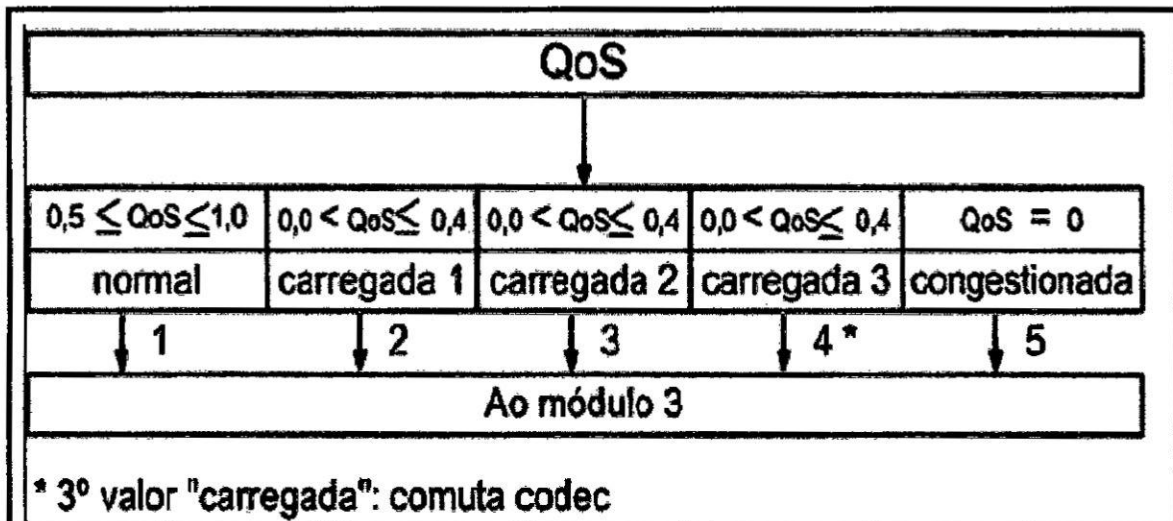 QoS
0,5 ≤ QoS ≤ 1,0 0,0 < QoS ≤ 0,4 0,0 < QoS ≤ 0,4 0,0 < QoS ≤ 0,4 QoS = 0
normal carregada 1 carregada 2 carregada 3 congestionada
1 2 3 4 * 5
Ao módulo 3
* 3º valor "carregada": comuta codec